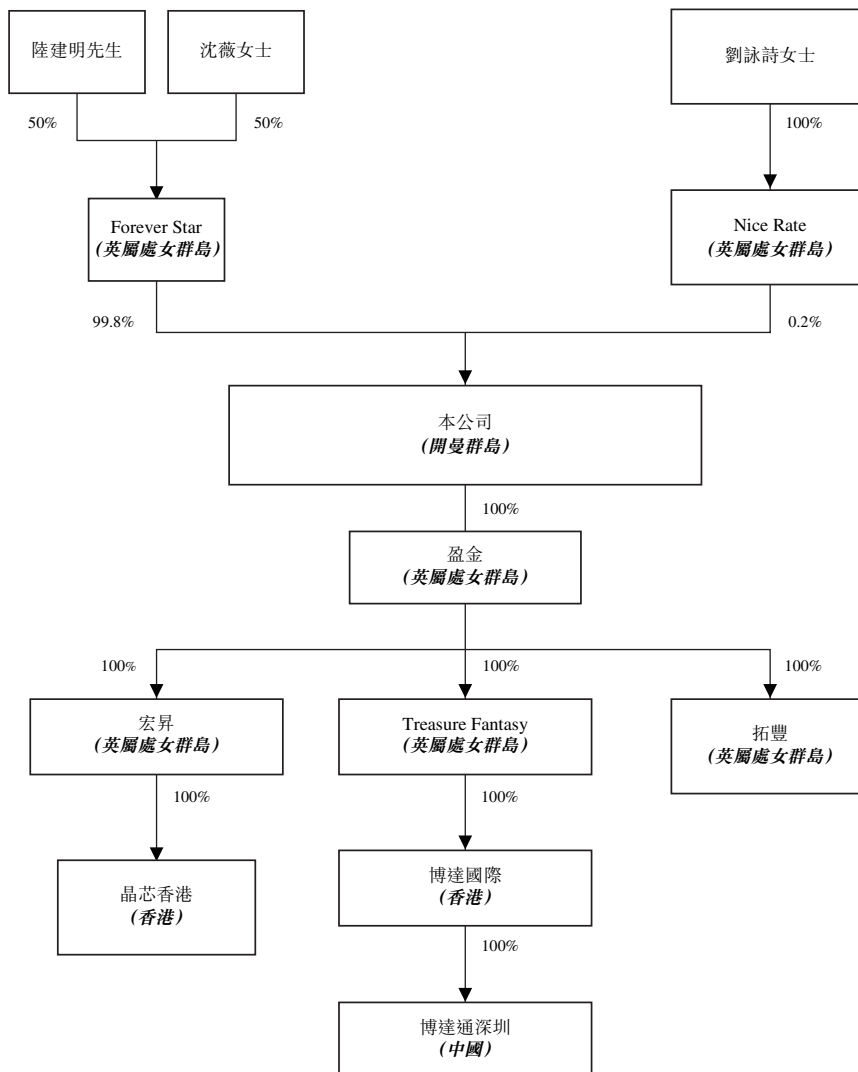 陸建明先生
沈薇女士
劉詠詩女士
50%
50%
100%
Forever Star
(英屬處女群島)
Nice Rate
(英屬處女群島)
99.8%
0.2%
本公司
(開曼群島)
100%
盈金
(英屬處女群島)
100%
100%
100%
宏昇
(英屬處女群島)
Treasure Fantasy
(英屬處女群島)
拓豐
(英屬處女群島)
100%
100%
晶芯香港
(香港)
博達國際
(香港)
100%
博達通深圳
(中國)